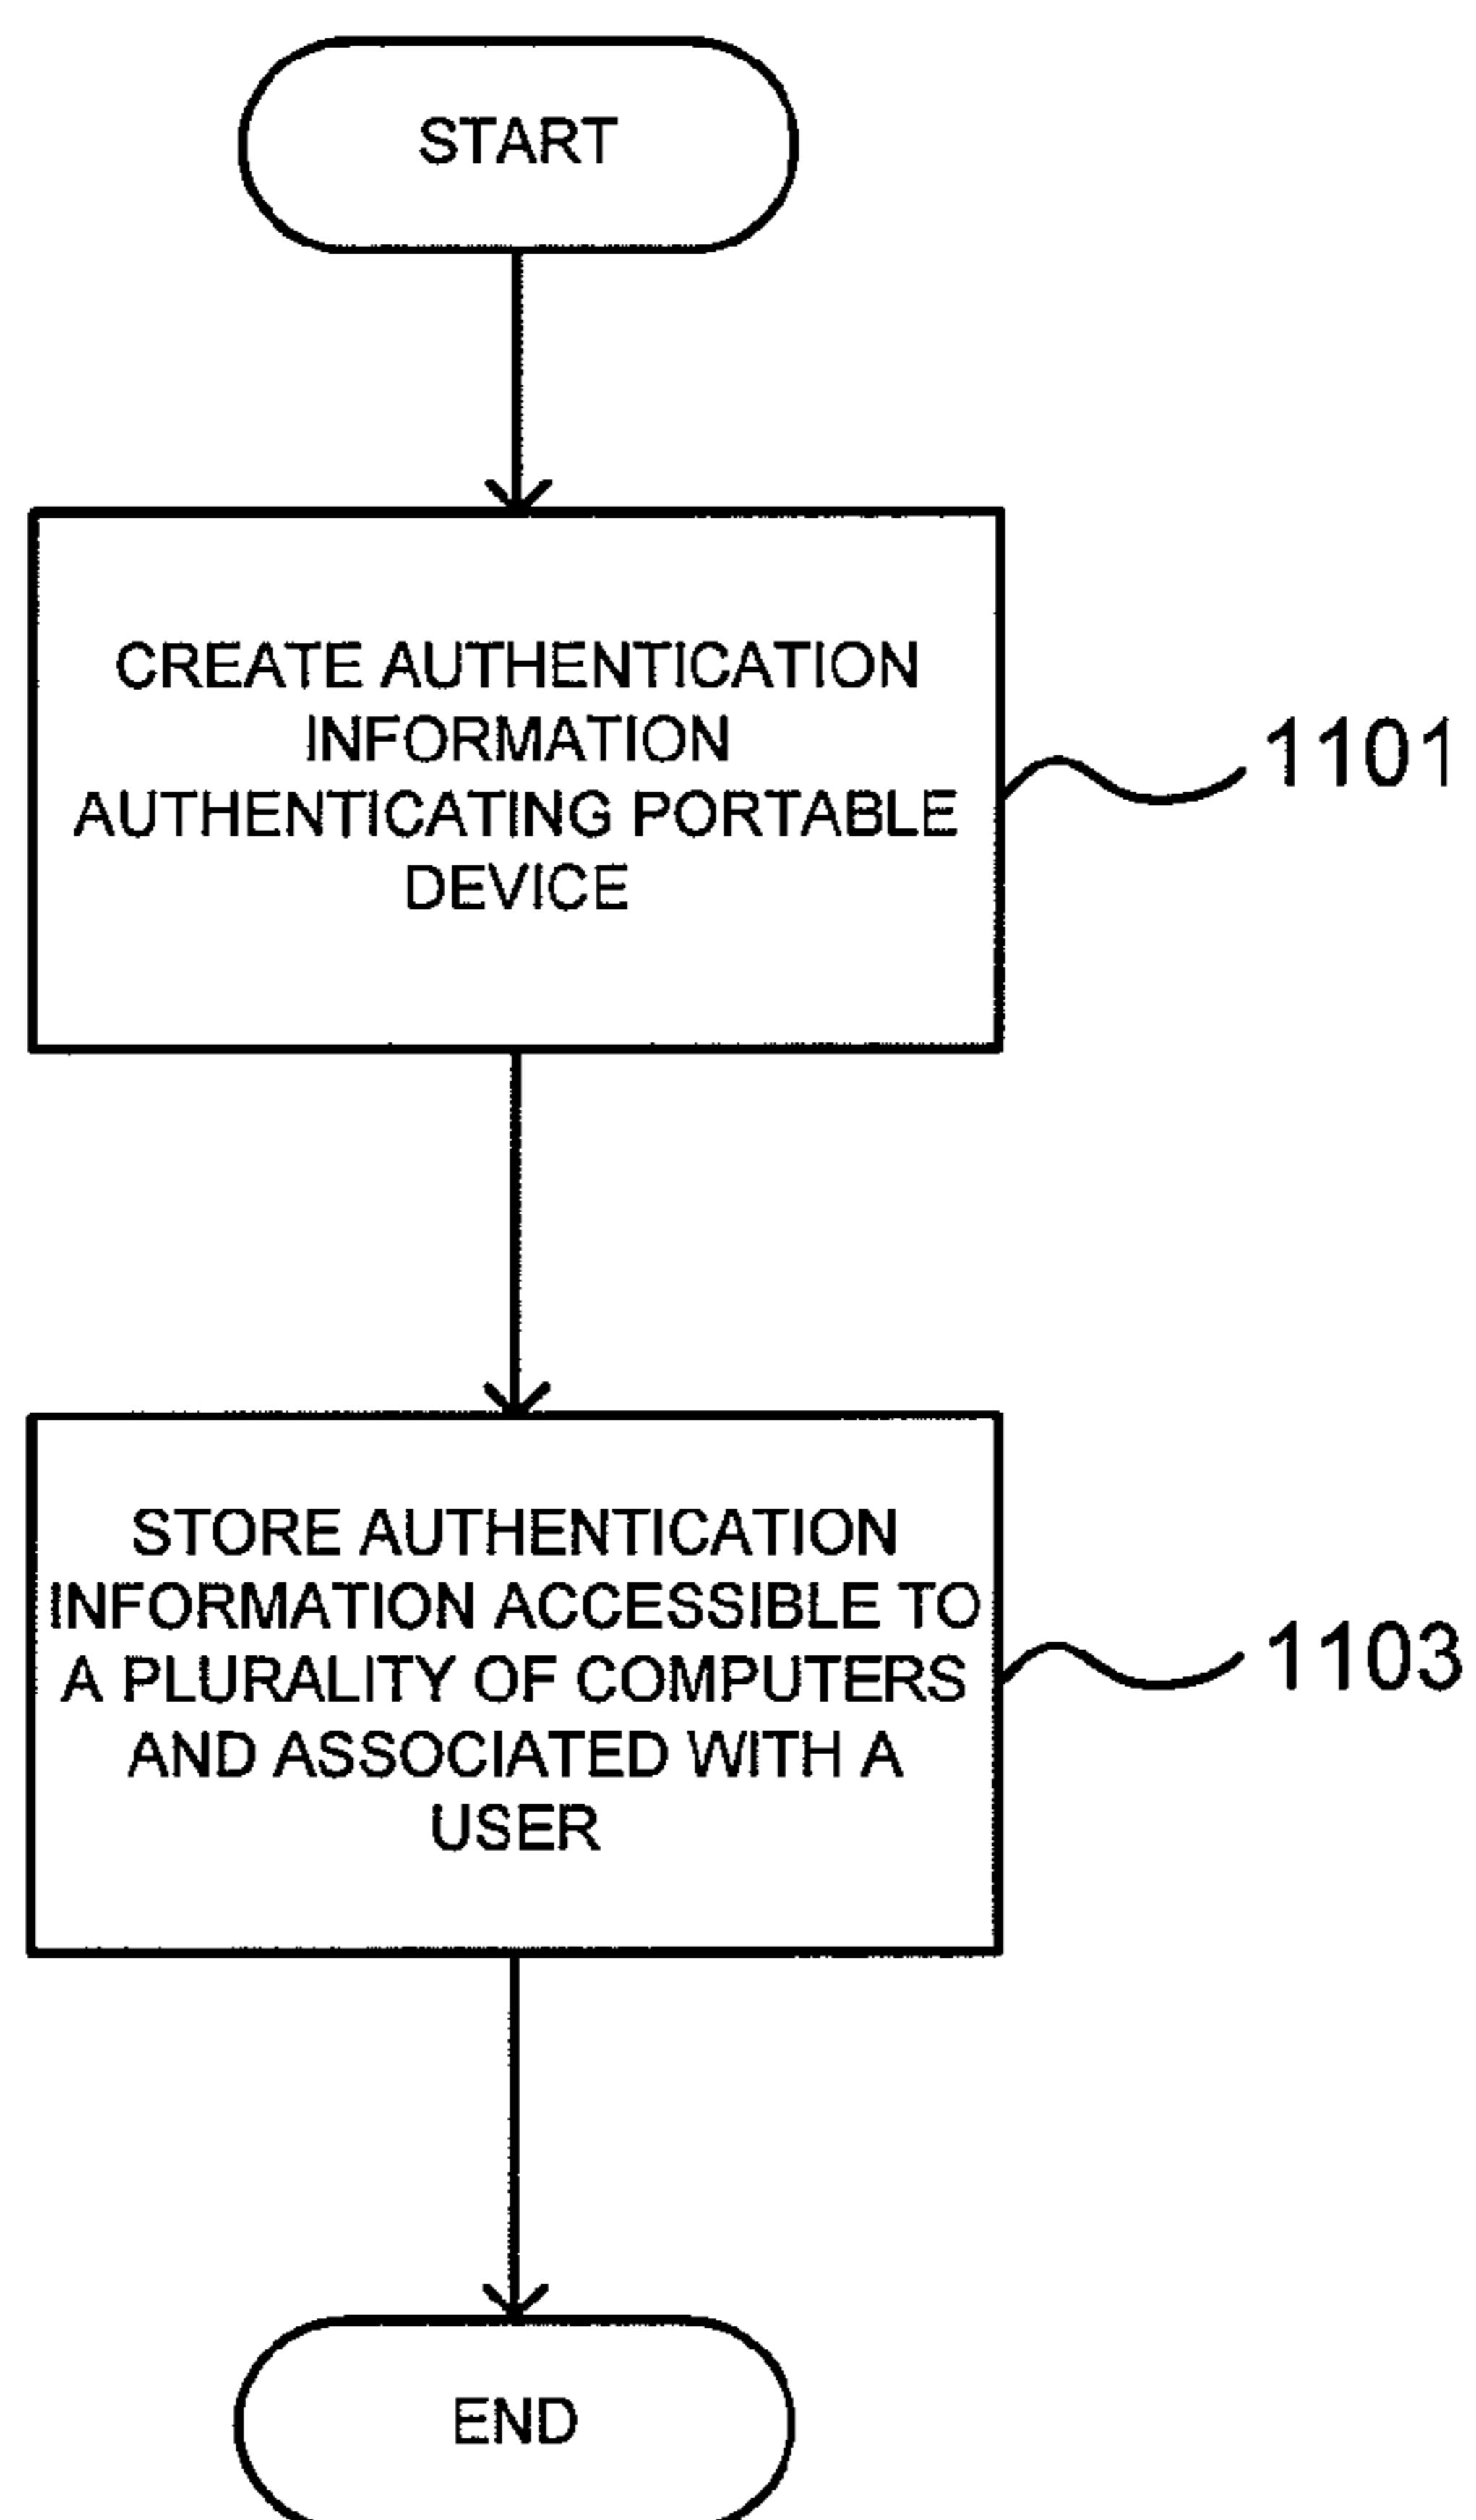 START
CREATE AUTHENTICATION
INFORMATION
AUTHENTICATING PORTABLE
DEVICE
1101
STORE AUTHENTICATION
INFORMATION ACCESSIBLE TO
A PLURALITY OF COMPUTERS
AND ASSOCIATED WITH A
USER
1103
END